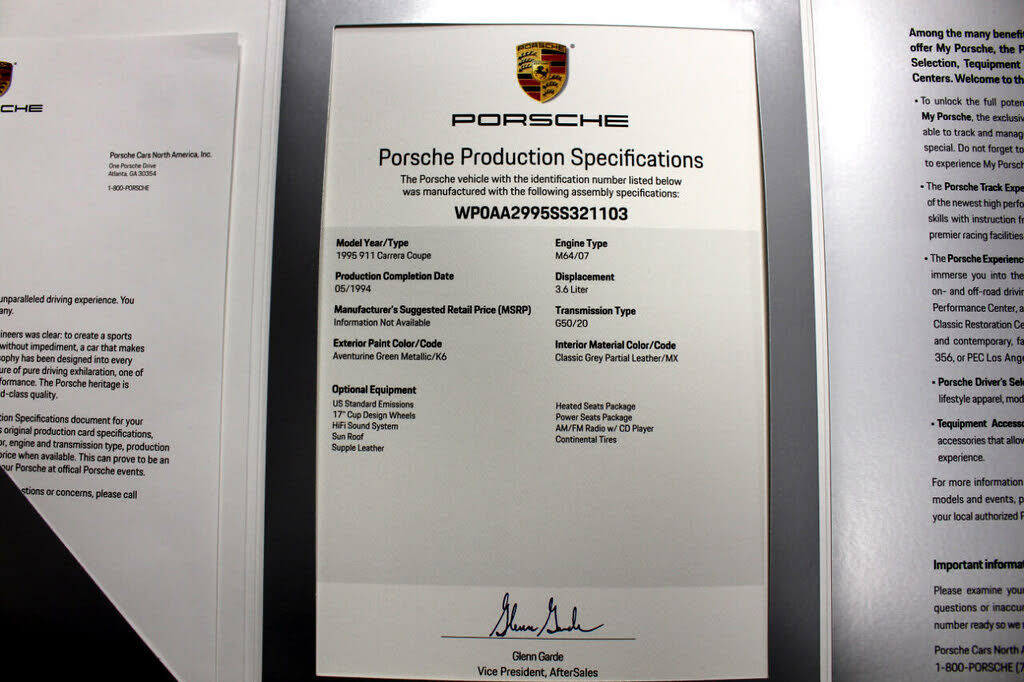 CHE
Porsche Cars North America, Inc.
One Porsche Drive
Atlanta, GA 30354
1-800-PORSCHE
unparalleled driving experience. You
any.
ineers was clear: to create a sports
without impediment, a car that makes
sophy has been designed into every
ure of pure driving exhilaration, one of
formance. The Porsche heritage is
d-class quality.
tion Specifications document for your
s original production card specifications,
or, engine and transmission type, production
price when available. This can prove to be an
our Porsche at offical Porsche events.
stions or concerns, please call
PORSCHE
PORSCHE
Porsche Production Specifications
The Porsche vehicle with the identification number listed below
was manufactured with the following assembly specifications:
WP0AA2995SS321103
Model Year/Type
1995 911 Carrera Coupe
Production Completion Date
05/1994
Manufacturer's Suggested Retail Price (MSRP)
Information Not Available
Exterior Paint Color/Code
Aventurine Green Metallic/K6
Engine Type
M64/07
Displacement
3.6 Liter
Transmission Type
G50/20
Interior Material Color/Code
Classic Grey Partial Leather/MX
Optional Equipment
US Standard Emissions
17" Cup Design Wheels
HiFi Sound System
Sun Roof
Supple Leather
Heated Seats Package
Power Seats Package
AM/FM Radio w/ CD Player
Continental Tires
Glenn Garde
Glenn Garde
Vice President, AfterSales
Among the many benefi
offer My Porsche, the P
Selection, Tequipment
Centers. Welcome to th
• To unlock the full poten
My Porsche, the exclusiv
able to track and manag
special. Do not forget to
to experience My Porsch
• The Porsche Track Expe
of the newest high perfo
skills with instruction f
premier racing facilities
• The Porsche Experienc
immerse you into the
on- and off-road drivin
Performance Center, a
Classic Restoration Ce
and contemporary, fa
356, or PEC Los Ange
• Porsche Driver's Sele
lifestyle apparel, mod
• Tequipment Accesso
accessories that allow
experience.
For more information
models and events, p
your local authorized P
Important informat
Please examine your
questions or inaccu
number ready so we
Porsche Cars North A
1-800-PORSCHE (7